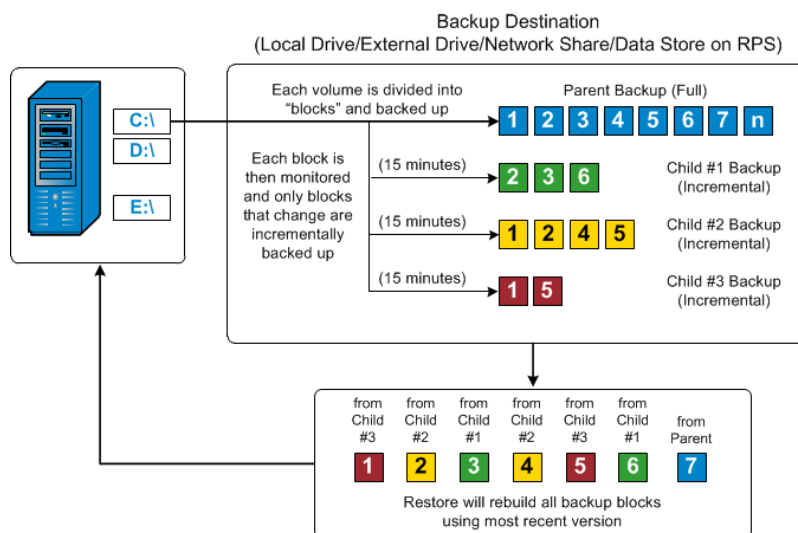 Backup Destination
(Local Drive/External Drive/Network Share/Data Store on RPS)
C:\
D:\
E:\
Each volume is divided into
“blocks” and backed up
Parent Backup (Full)
1 2 3 4 5 6 7 n
Each block is
then monitored
and only blocks
that change are
incrementally
backed up
(15 minutes)
2 3 6
Child #1 Backup
(Incremental)
(15 minutes)
1 2 4 5
Child #2 Backup
(Incremental)
(15 minutes)
1 5
Child #3 Backup
(Incremental)
from Child #3
from Child #2
from Child #1
from Child #2
from Child #3
from Child #1
from Parent
1 2 3 4 5 6 7
Restore will rebuild all backup blocks
using most recent version